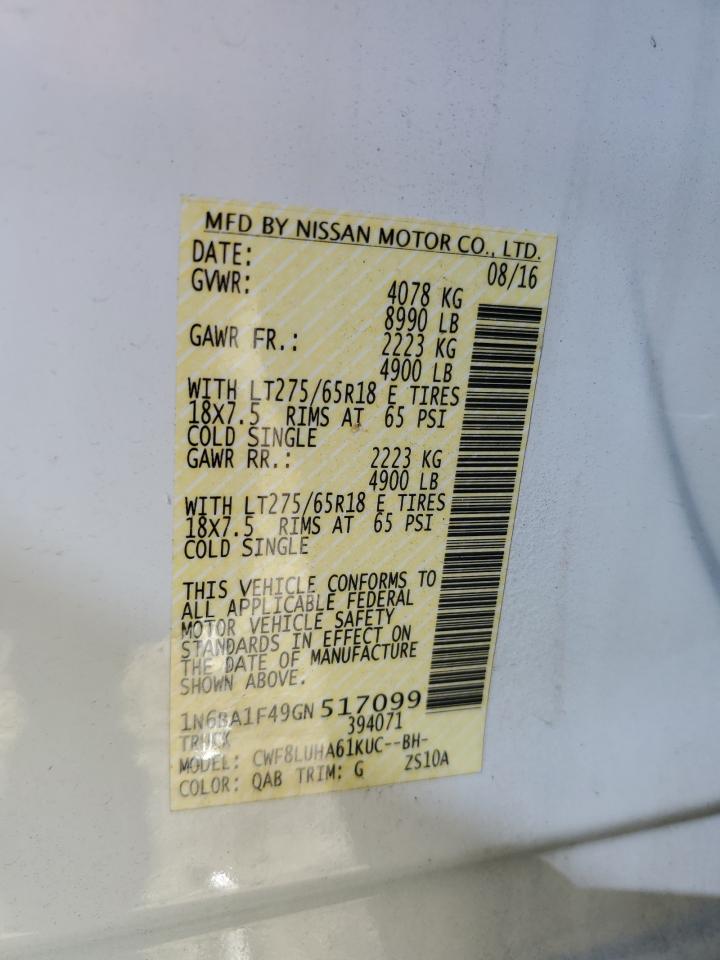 MFD BY NISSAN MOTOR CO., LTD.
DATE: 08/16
GVWR: 4078 KG
8990 LB
GAWR FR.: 2223 KG
4900 LB
WITH LT275/65R18 E TIRES
18X7.5 RIMS AT 65 PSI
COLD SINGLE
GAWR RR.: 2223 KG
4900 LB
WITH LT275/65R18 E TIRES
18X7.5 RIMS AT 65 PSI
COLD SINGLE
THIS VEHICLE CONFORMS TO
ALL APPLICABLE FEDERAL
MOTOR VEHICLE SAFETY
STANDARDS IN EFFECT ON
THE DATE OF MANUFACTURE
SHOWN ABOVE.
1N6BA1F49GN517099
TRUCK 394071
MODEL: CWF8LUHA61KUC--BH-
COLOR: QAB TRIM: G ZS10A